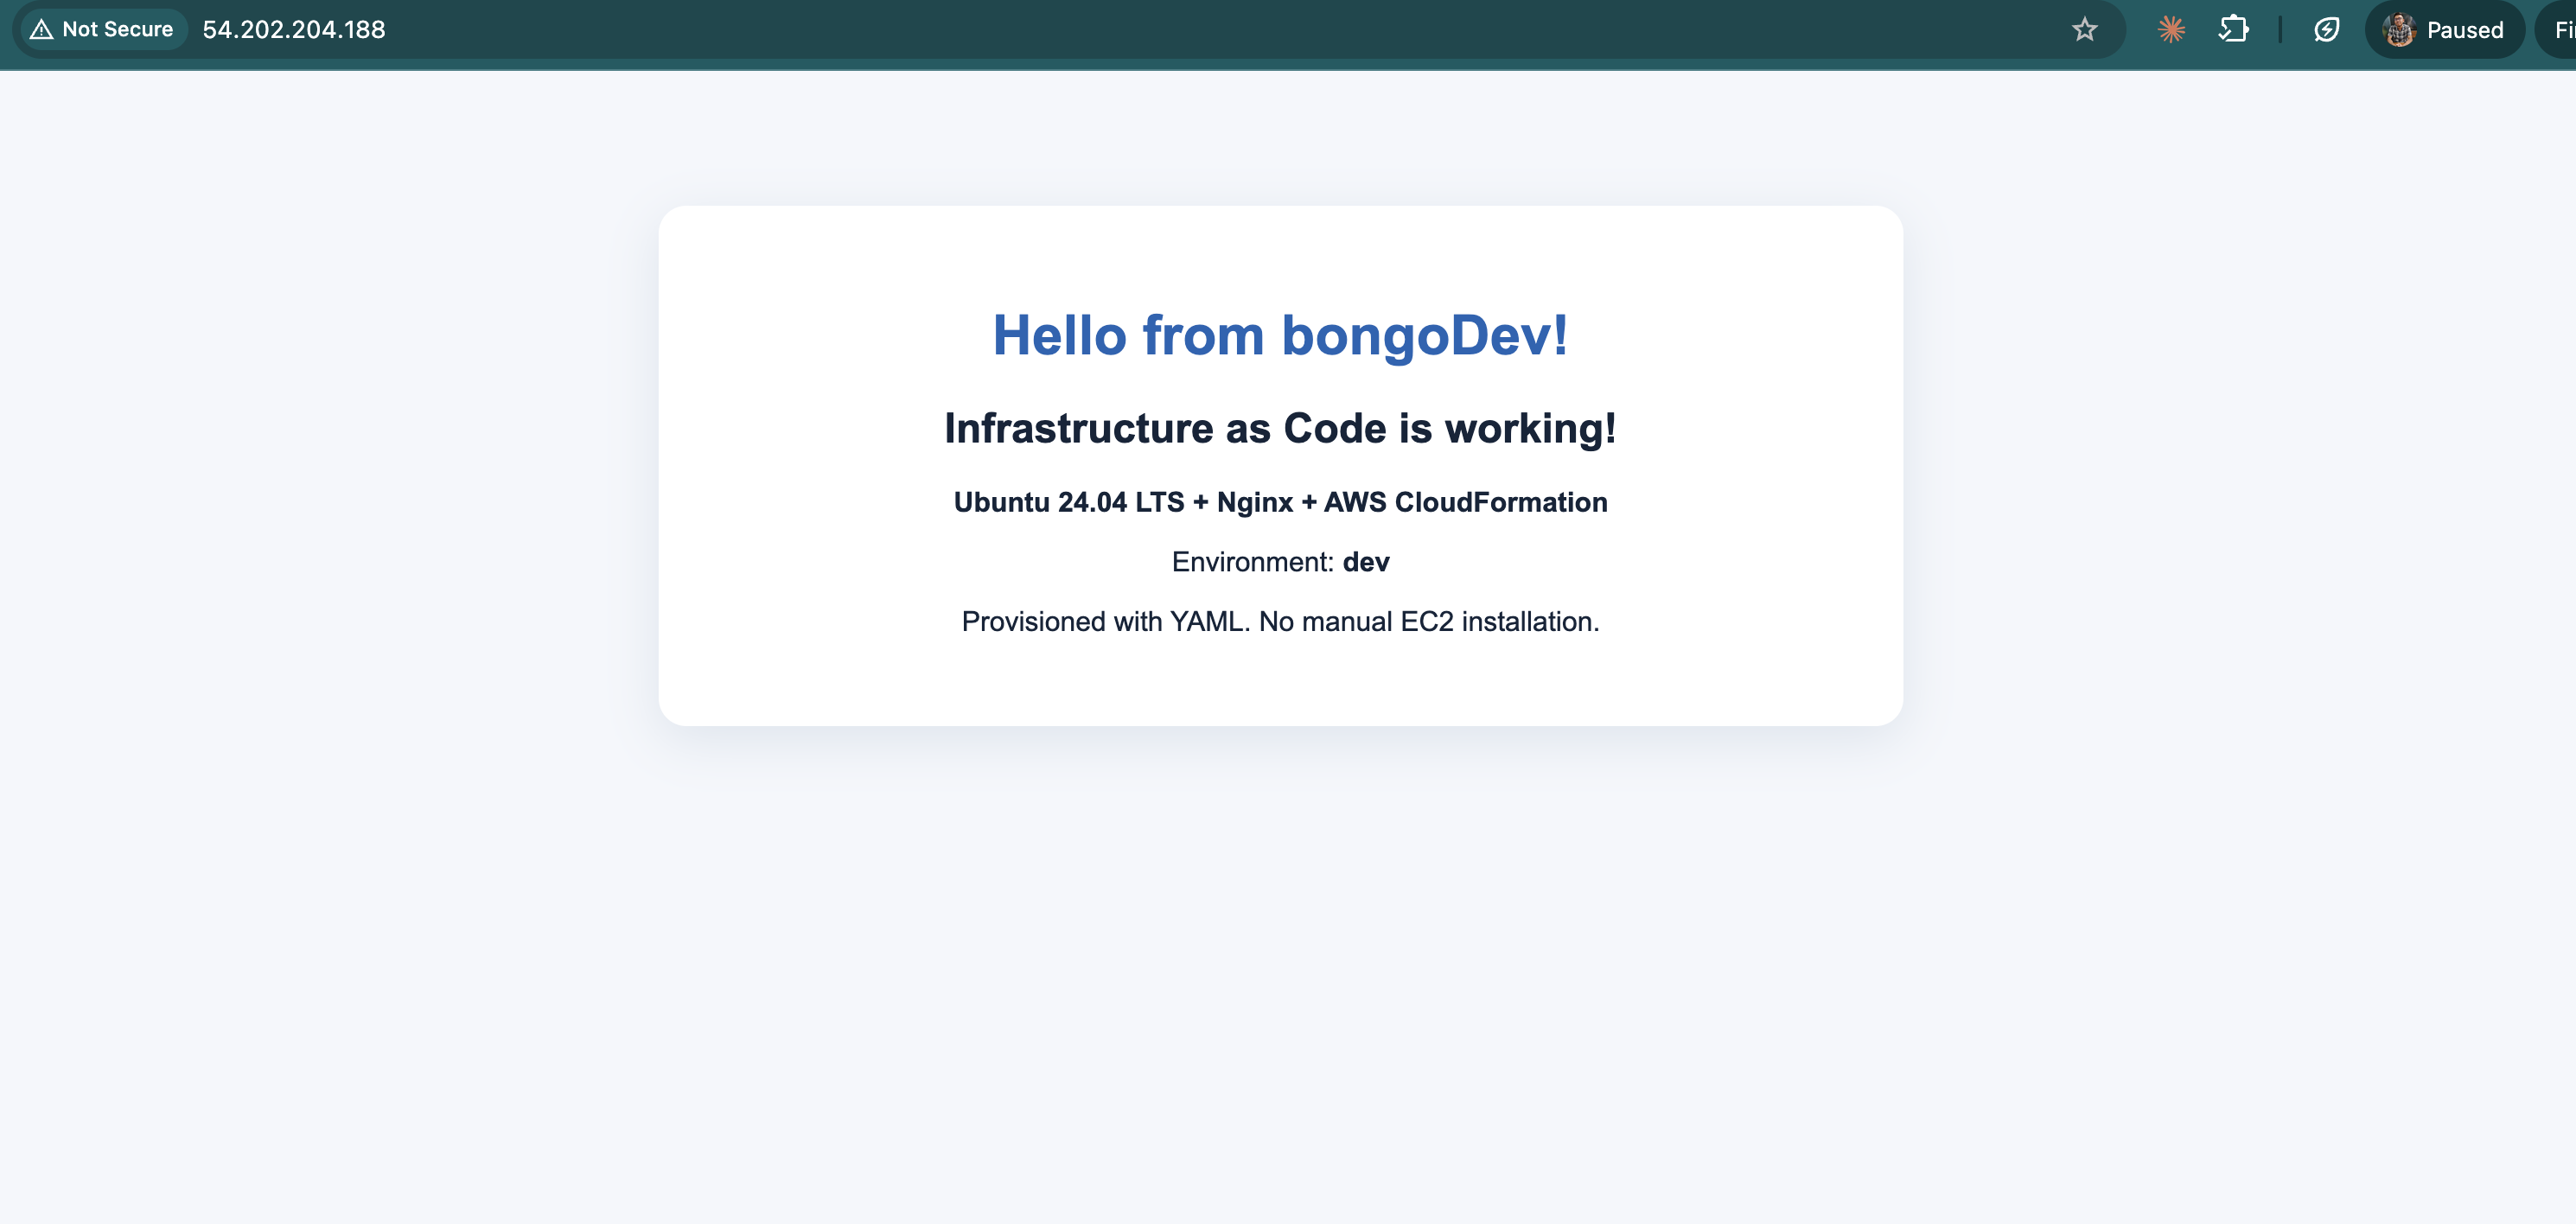 Not Secure 54.202.204.188 Paused
Hello from bongoDev!
Infrastructure as Code is working!
Ubuntu 24.04 LTS + Nginx + AWS CloudFormation
Environment: dev
Provisioned with YAML. No manual EC2 installation.